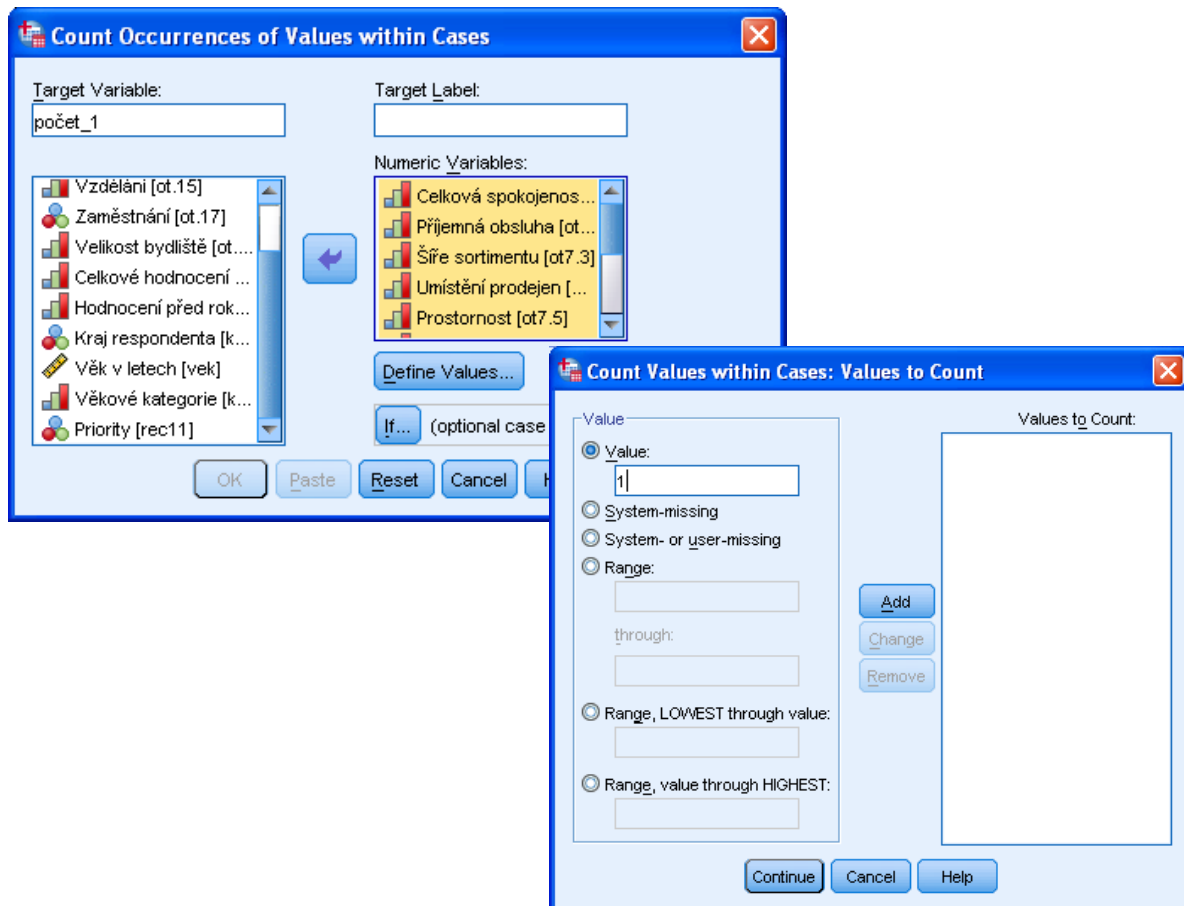 Count Occurrences of Values within Cases
Target Variable:
Target Label:
počet_1
Numeric Variables:
Vzdělání [ot.15]
Zaměstnání [ot.17]
Velikost bydliště [ot....
Celkové hodnocení ...
Hodnocení před rok...
Kraj respondenta [k...
Věk v letech [vek]
Věkové kategorie [k...
Priority [rec11]
Celková spokojenos...
Příjemná obsluha [ot...
Šíře sortimentu [ot7.3]
Umístění prodejen [...
Prostornost [ot7.5]
Define Values...
If... (optional case
OK Paste Reset Cancel
Count Values within Cases: Values to Count
Value
Value:
1
System-missing
System- or user-missing
Range:
through:
Range, LOWEST through value:
Range, value through HIGHEST:
Values to Count:
Add
Change
Remove
Continue Cancel Help